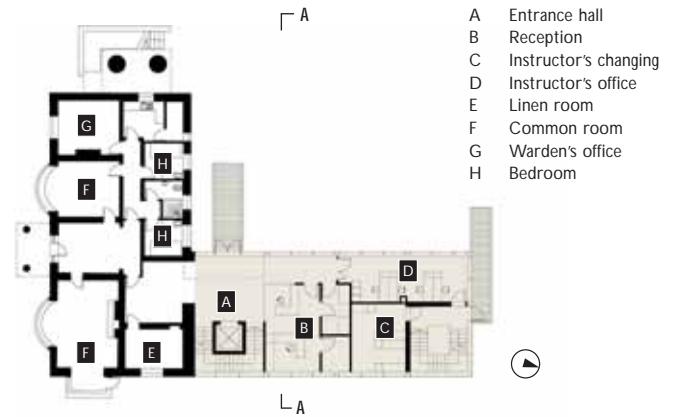 A
A Entrance hall
B Reception
C Instructor's changing
D Instructor's office
E Linen room
F Common room
G Warden's office
H Bedroom
G
H
F
H
D
A
B
C
F
E
A